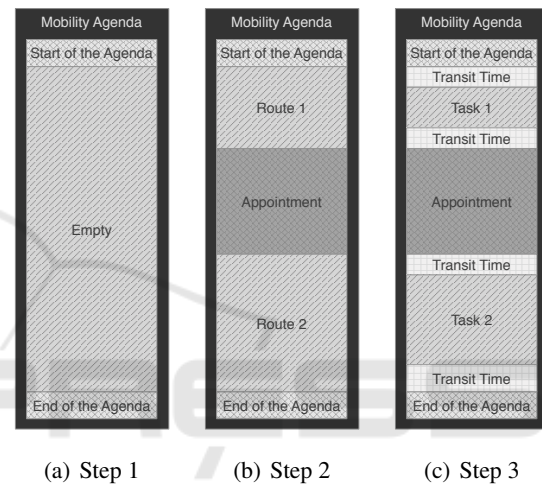 Mobility Agenda
Start of the Agenda
Empty
End of the Agenda
(a) Step 1
Mobility Agenda
Start of the Agenda
Route 1
Appointment
Route 2
End of the Agenda
(b) Step 2
Mobility Agenda
Start of the Agenda
Transit Time
Task 1
Transit Time
Appointment
Transit Time
Task 2
Transit Time
End of the Agenda
(c) Step 3